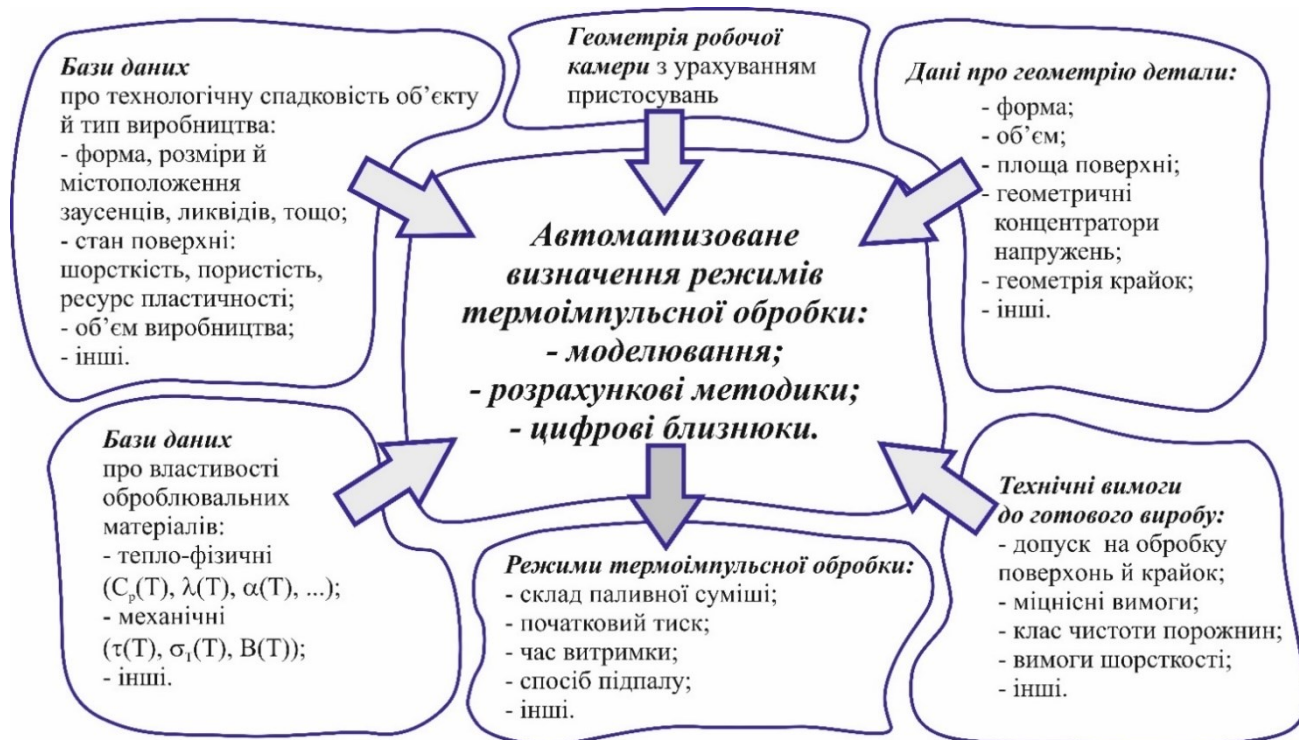 Бази даних
про технологічну спадковість об’єкту
й тип виробництва:
- форма, розміри й
містоположення
заусенців, ликвідів, тощо;
- стан поверхні:
шорсткість, пористість,
ресурс пластичності;
- об’єм виробництва;
- інші.
Геометрія робочої
камери з урахуванням
пристосувань
Дані про геометрію детали:
- форма;
- об’єм;
- площа поверхні;
- геометричні
концентратори
напружень;
- геометрія крайок;
- інші.
Автоматизоване
визначення режимів
термоімпульсної обробки:
- моделювання;
- розрахункові методики;
- цифрові близнюки.
Бази даних
про властивості
оброблювальних
матеріалів:
- тепло-фізичні
(Cₚ(T), λ(T), α(T), ...);
- механічні
(τ(T), σ₁(T), B(T));
- інші.
Режими термоімпульсної обробки:
- склад паливної суміші;
- початковий тиск;
- час витримки;
- спосіб підпалу;
- інші.
Технічні вимоги
до готового виробу:
- допуск на обробку
поверхонь й крайок;
- міцнісні вимоги;
- клас чистоти порожнин;
- вимоги шорсткості;
- інші.